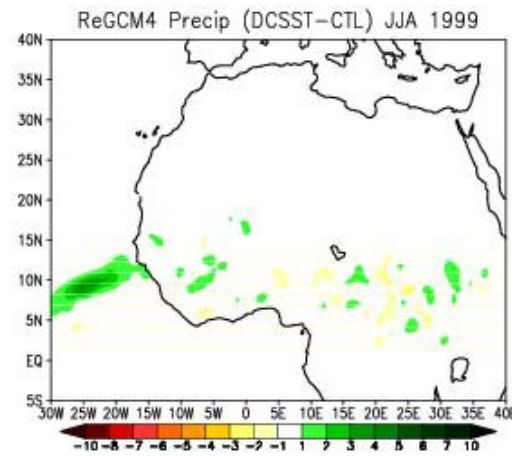 ReGCM4 Precip (DCSST-CTL) JJA 1999
40N
35N
30N
25N
20N
15N
10N
5N
EQ
5S
30W 25W 20W 15W 10W 5W 0 5E 10E 15E 20E 25E 30E 35E 40E
-10 -8 -7 -6 -5 -4 -3 -2 -1 1 2 3 4 5 6 7 10